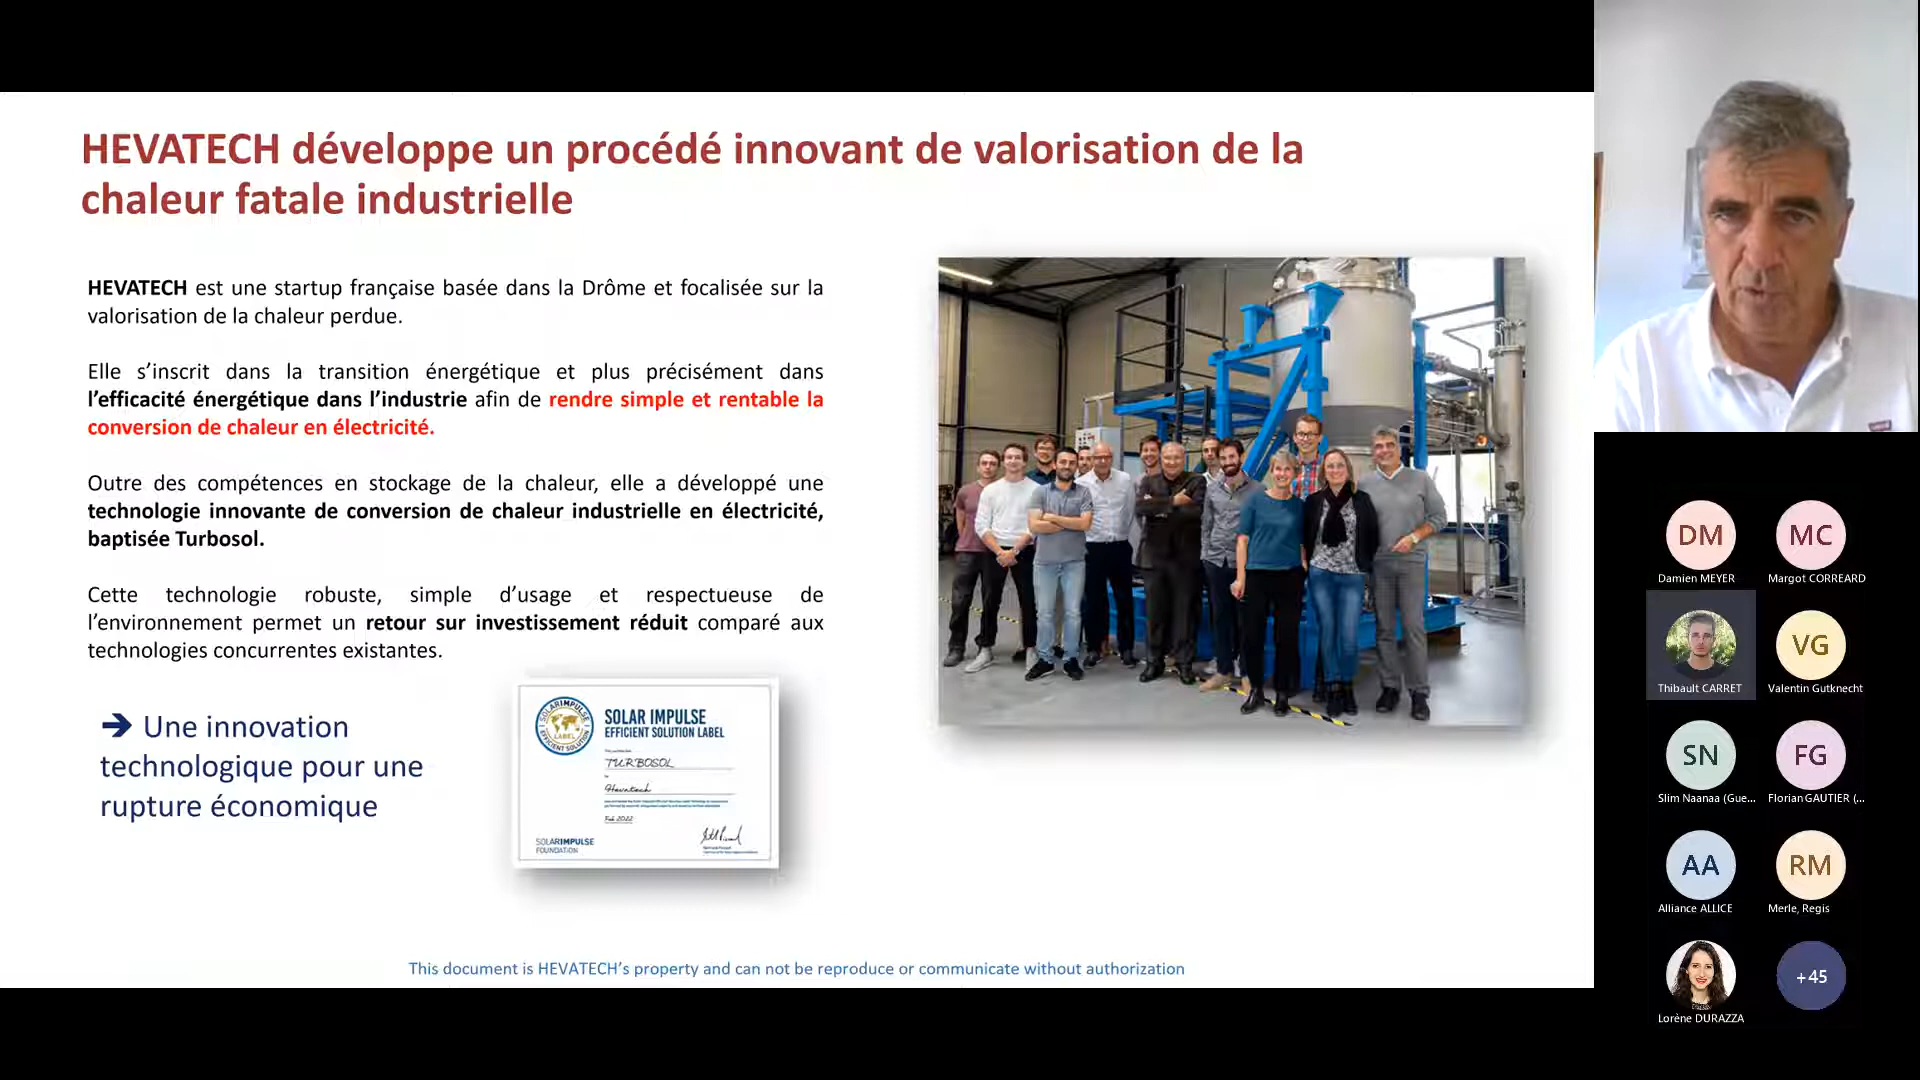 HEVATECH développe un procédé innovant de valorisation de la
chaleur fatale industrielle
HEVATECH est une startup française basée dans la Drôme et focalisée sur la
valorisation de la chaleur perdue.
Elle s’inscrit dans la transition énergétique et plus précisément dans
l’efficacité énergétique dans l’industrie afin de rendre simple et rentable la
conversion de chaleur en électricité.
Outre des compétences en stockage de la chaleur, elle a développé une
technologie innovante de conversion de chaleur industrielle en électricité,
baptisée Turbosol.
Cette technologie robuste, simple d’usage et respectueuse de
l’environnement permet un retour sur investissement réduit comparé aux
technologies concurrentes existantes.
➔ Une innovation
technologique pour une
rupture économique
SOLARIMPULSE
LABEL
EFFICIENT SOLUTION
SOLAR IMPULSE
EFFICIENT SOLUTION LABEL
TURBOSOL
Hevatech
Feb 2022
SOLARIMPULSE
FOUNDATION
This document is HEVATECH’s property and can not be reproduce or communicate without authorization
DM
Damien MEYER
MC
Margot CORREARD
Thibault CARRET
VG
Valentin Gutknecht
SN
Slim Naanaa (Gue...
FG
Florian GAUTIER (...
AA
Alliance ALLICE
RM
Merle, Regis
Lorène DURAZZA
+45